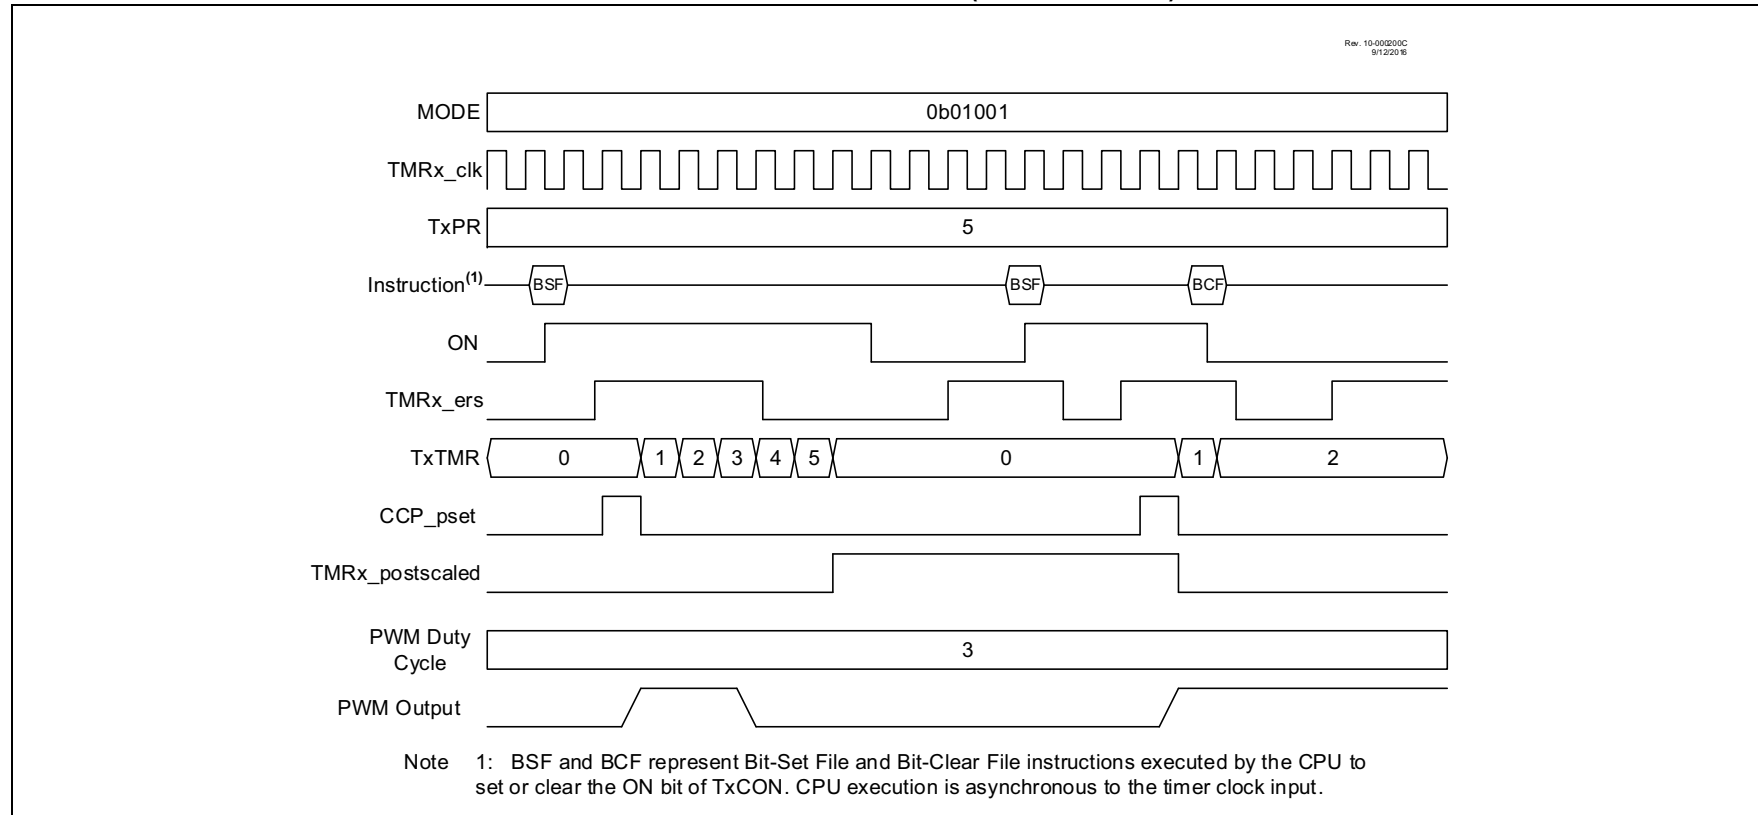 Rev. 10-000200C
9/12/2016
MODE 0b01001
TMRx_clk
TxPR 5
Instruction(1) BSF BSF BCF
ON
TMRx_ers
TxTMR 0 1 2 3 4 5 0 1 2
CCP_pset
TMRx_postscaled
PWM Duty
Cycle 3
PWM Output
Note 1: BSF and BCF represent Bit-Set File and Bit-Clear File instructions executed by the CPU to
set or clear the ON bit of TxCON. CPU execution is asynchronous to the timer clock input.